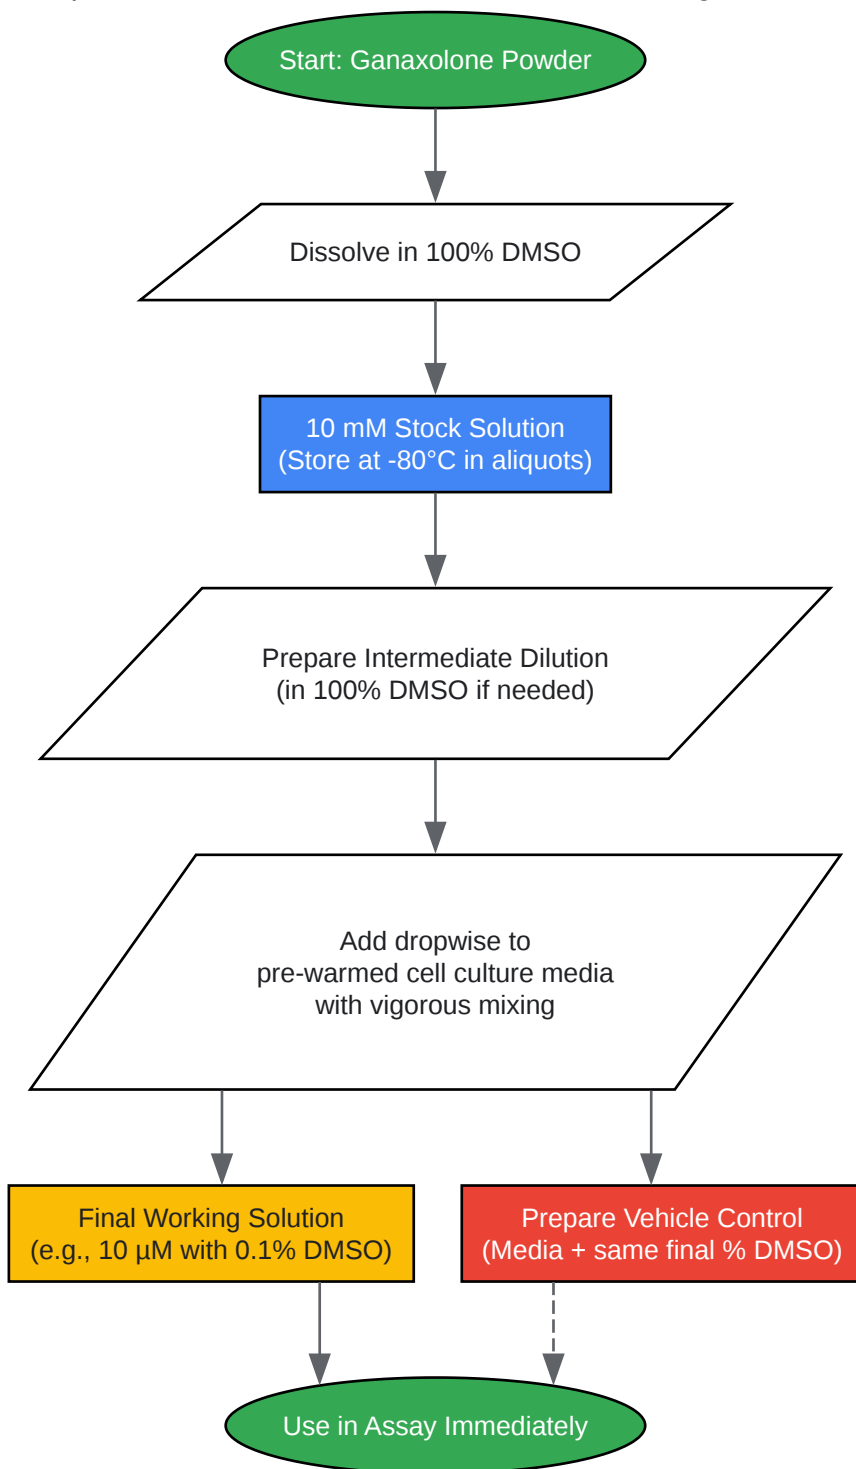 Start: Ganaxolone Powder
Dissolve in 100% DMSO
10 mM Stock Solution
(Store at -80°C in aliquots)
Prepare Intermediate Dilution
(in 100% DMSO if needed)
Add dropwise to
pre-warmed cell culture media
with vigorous mixing
Final Working Solution
(e.g., 10 µM with 0.1% DMSO)
Prepare Vehicle Control
(Media + same final % DMSO)
Use in Assay Immediately